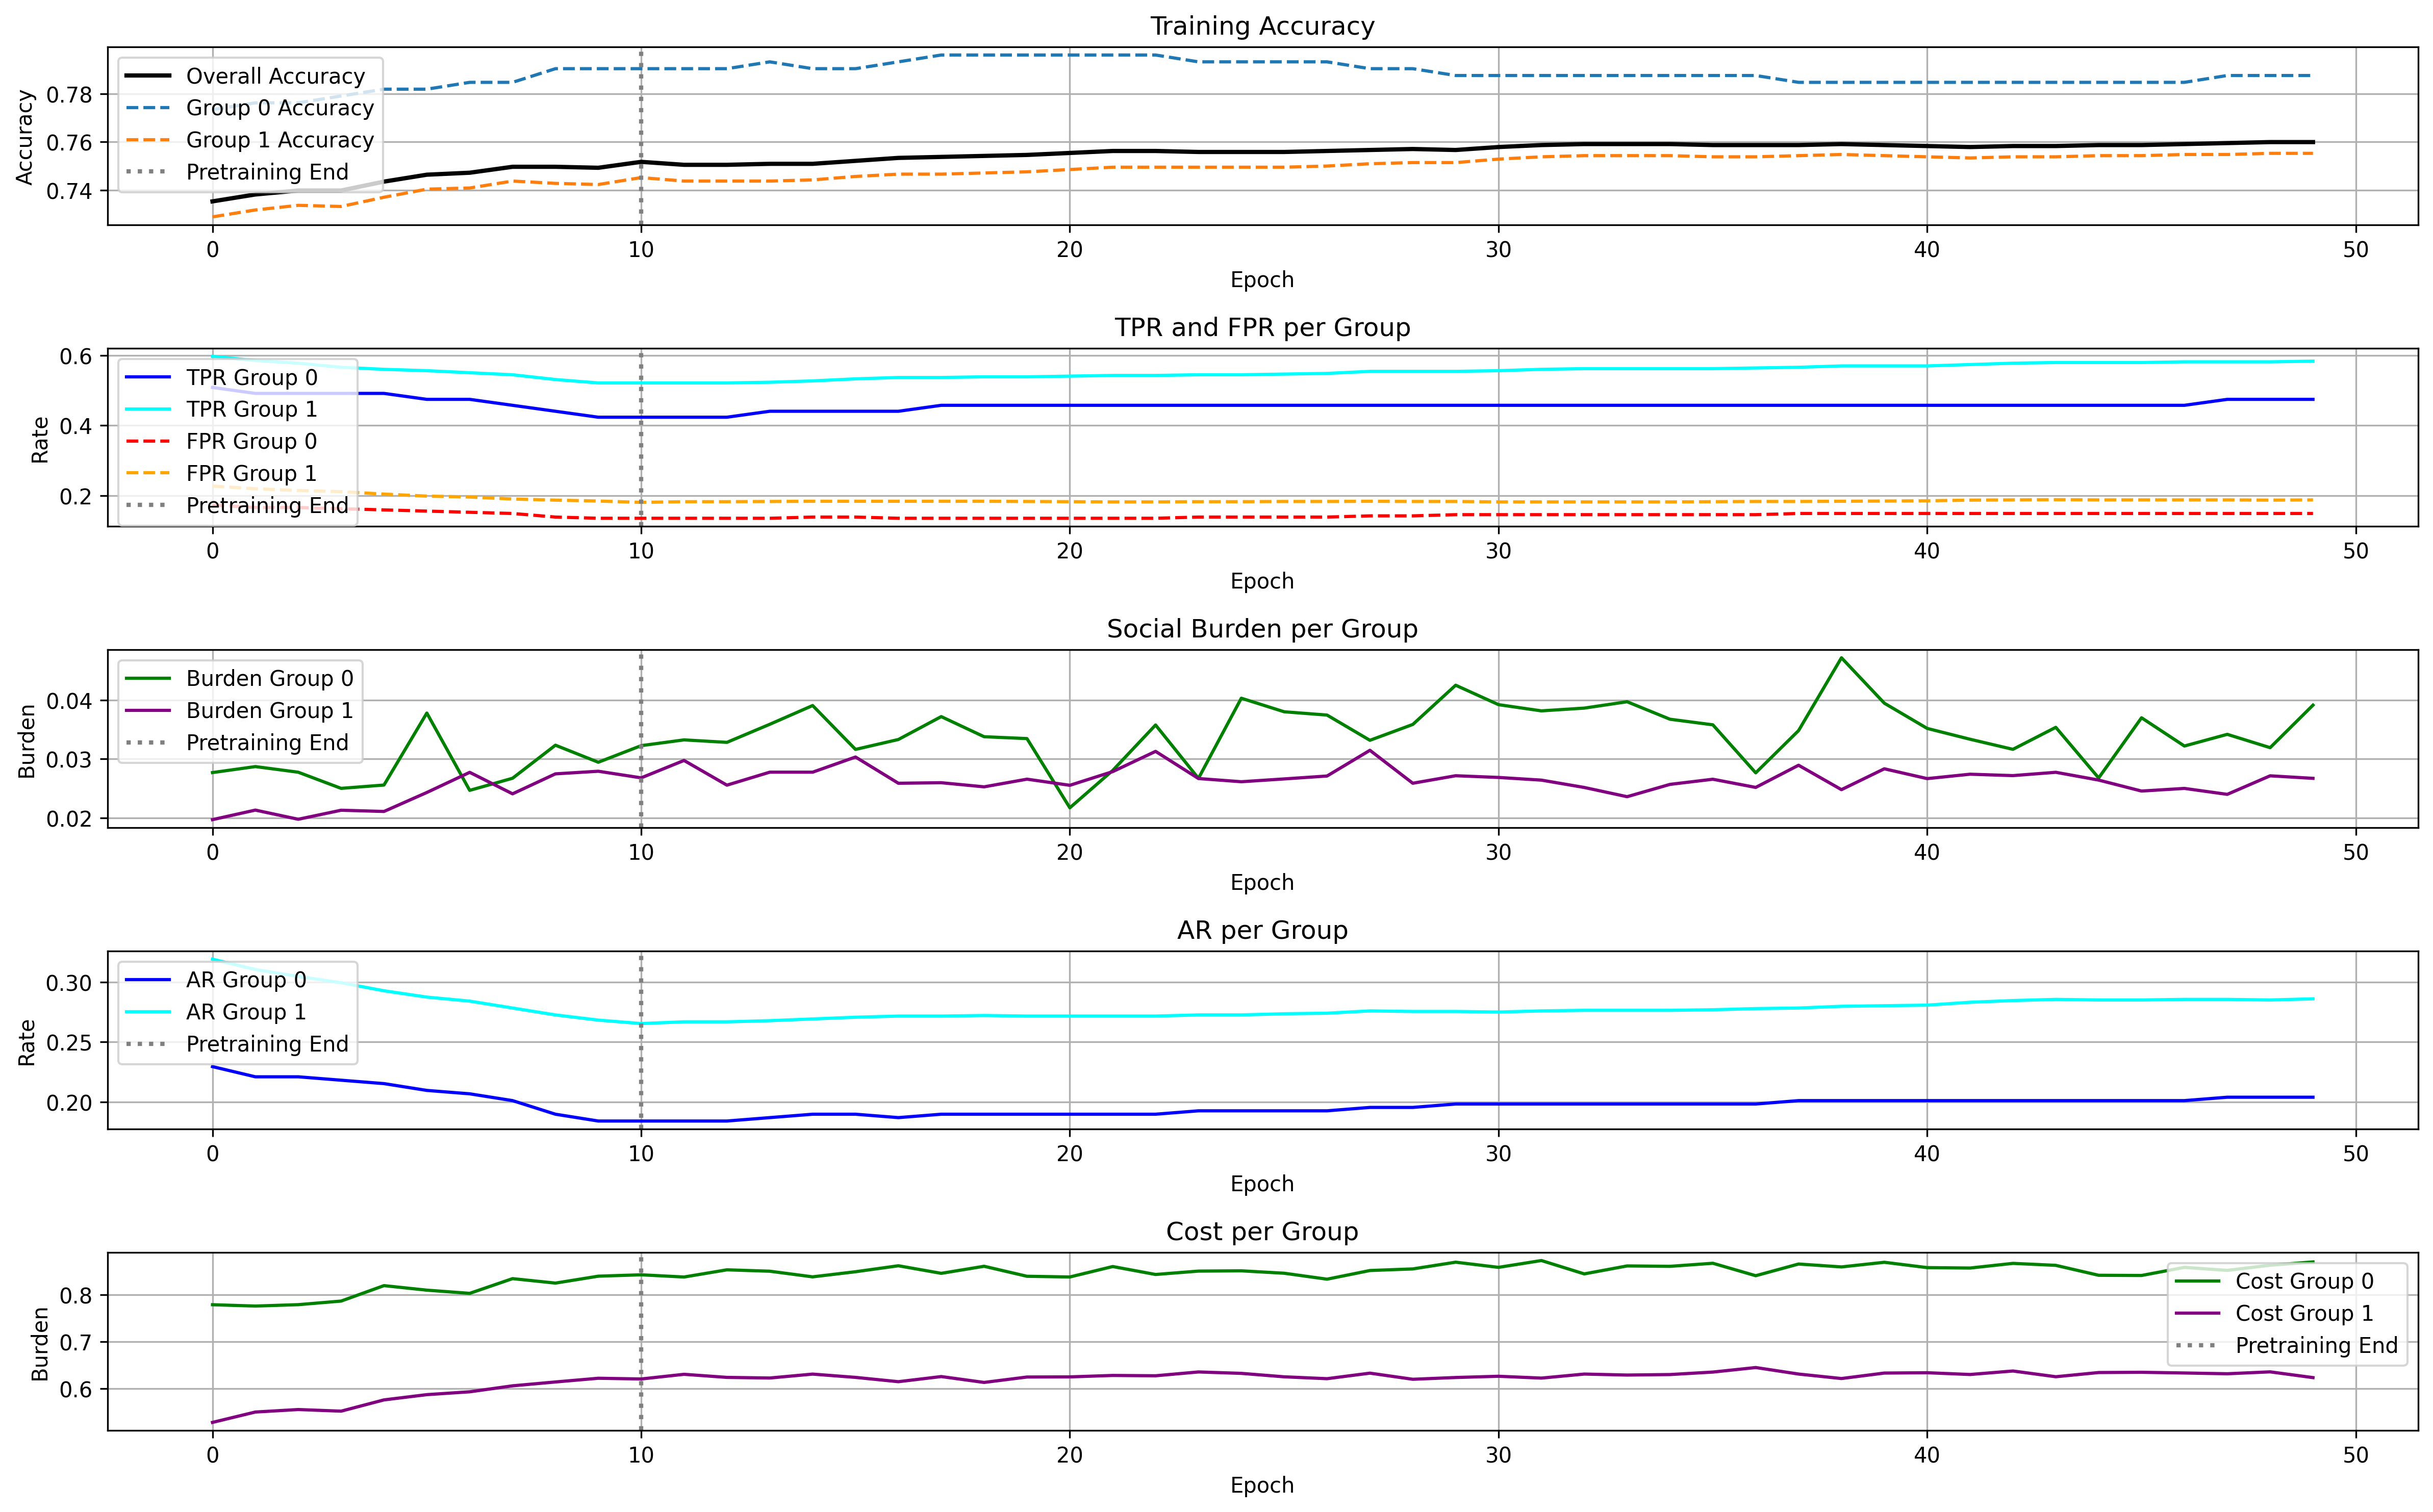 Training Accuracy
Accuracy
0.78
0.76
0.74
Overall Accuracy
Group 0 Accuracy
Group 1 Accuracy
Pretraining End
0 10 20 30 40 50
Epoch
TPR and FPR per Group
Rate
0.6
0.4
0.2
TPR Group 0
TPR Group 1
FPR Group 0
FPR Group 1
Pretraining End
0 10 20 30 40 50
Epoch
Social Burden per Group
Burden
0.04
0.03
0.02
Burden Group 0
Burden Group 1
Pretraining End
0 10 20 30 40 50
Epoch
AR per Group
Rate
0.30
0.25
0.20
AR Group 0
AR Group 1
Pretraining End
0 10 20 30 40 50
Epoch
Cost per Group
Burden
0.8
0.7
0.6
Cost Group 0
Cost Group 1
Pretraining End
0 10 20 30 40 50
Epoch